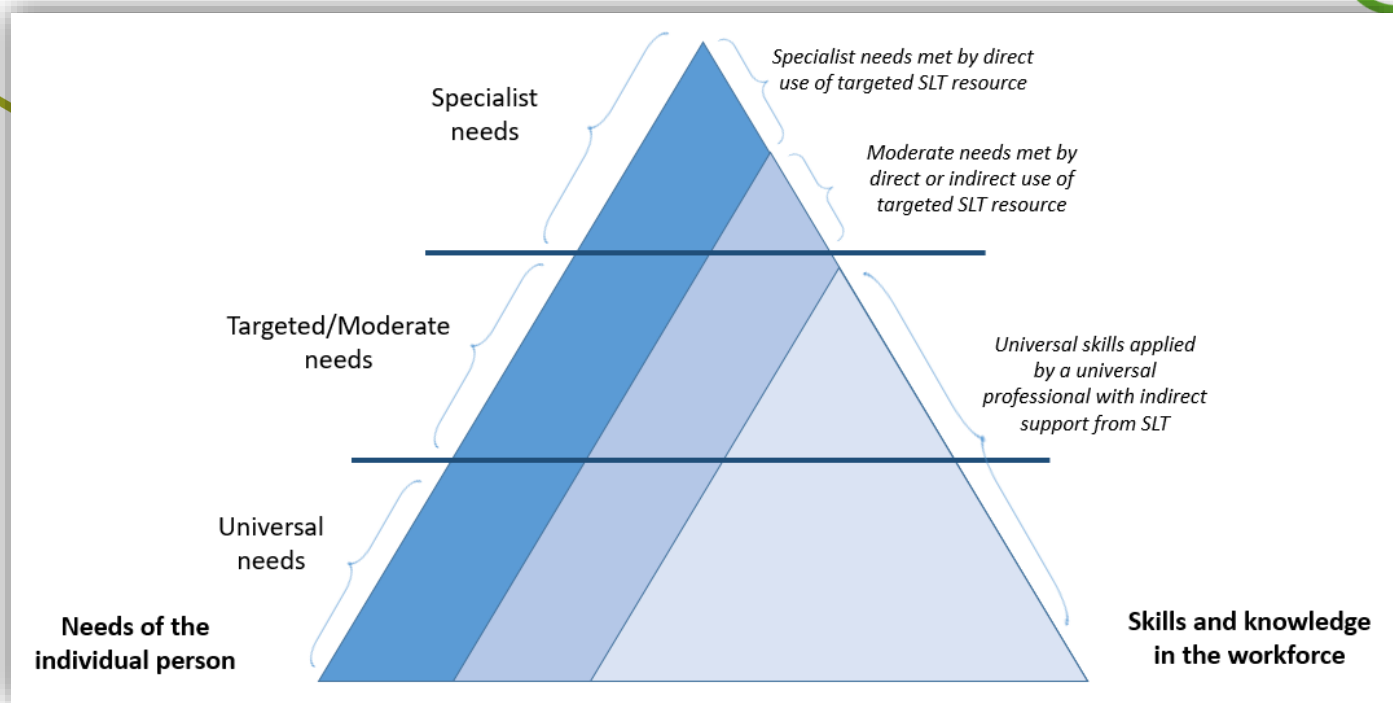 Specialist
needs
Specialist needs met by direct
use of targeted SLT resource
Moderate needs met by
direct or indirect use of
targeted SLT resource
Targeted/Moderate
needs
Universal skills applied
by a universal
professional with indirect
support from SLT
Universal
needs
Needs of the
individual person
Skills and knowledge
in the workforce